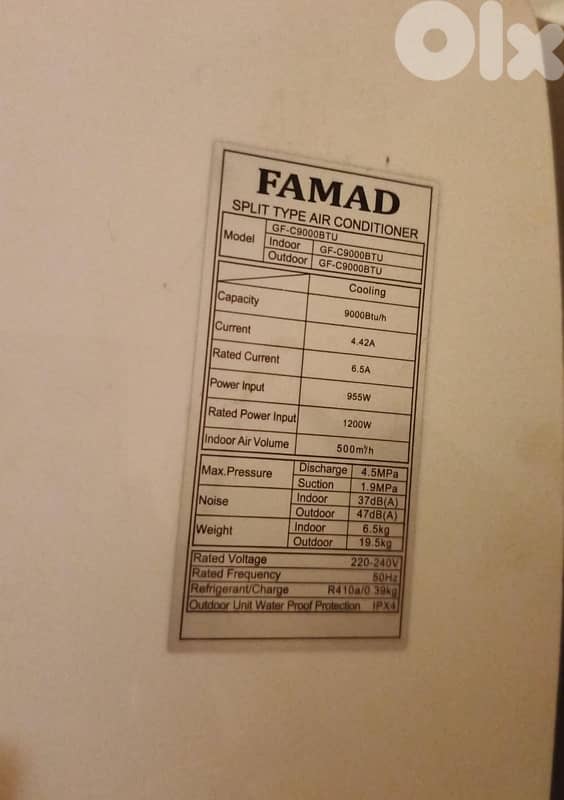 Olx
FAMAD
SPLIT TYPE AIR CONDITIONER
Model GF-C9000BTU
Indoor GF-C9000BTU
Outdoor GF-C9000BTU
Cooling
Capacity 9000Btu/h
Current 4.42A
Rated Current 6.5A
Power Input 955W
Rated Power Input 1200W
Indoor Air Volume 500m³/h
Max.Pressure Discharge 4.5MPa
Suction 1.9MPa
Noise Indoor 37dB(A)
Outdoor 47dB(A)
Weight Indoor 6.5kg
Outdoor 19.5kg
Rated Voltage 220-240V
Rated Frequency 50Hz
Refrigerant/Charge R410a/0.39kg
Outdoor Unit Water Proof Protection IPX4